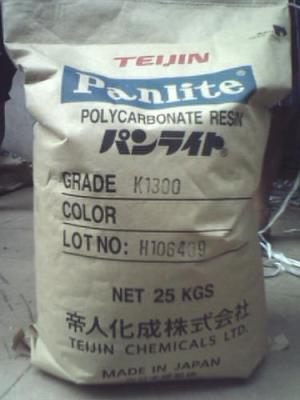 TEIJIN
Panlite®
POLYCARBONATE RESIN
パンライト®
GRADE K1300
COLOR
LOT NO: H106409
NET 25 KGS
帝人化成株式会社
TEIJIN CHEMICALS LTD.
MADE IN JAPAN